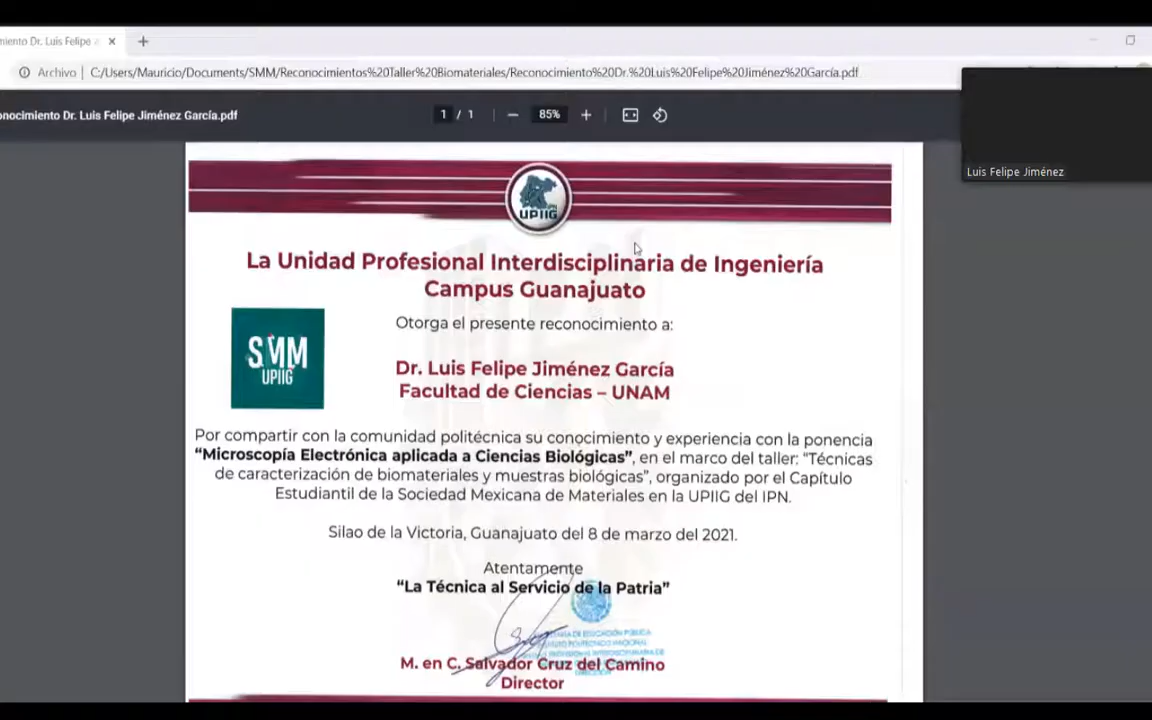 miento Dr. Luis Felipe
Archivo | C:/Users/Mauricio/Documents/SMM/Reconocimientos%20Taller%20Biomateriales/Reconocimiento%20Dr.%20Luis%20Felipe%20Jiménez%20García.pdf
onocimiento Dr. Luis Felipe Jiménez García.pdf
1 / 1
85%
Luis Felipe Jiménez
UPIIG
La Unidad Profesional Interdisciplinaria de Ingeniería
Campus Guanajuato
Otorga el presente reconocimiento a:
SMM
UPIIG
Dr. Luis Felipe Jiménez García
Facultad de Ciencias – UNAM
Por compartir con la comunidad politécnica su conocimiento y experiencia con la ponencia
“Microscopía Electrónica aplicada a Ciencias Biológicas”, en el marco del taller: “Técnicas
de caracterización de biomateriales y muestras biológicas”, organizado por el Capítulo
Estudiantil de la Sociedad Mexicana de Materiales en la UPIIG del IPN.
Silao de la Victoria, Guanajuato del 8 de marzo del 2021.
Atentamente
“La Técnica al Servicio de la Patria”
DE EDUCACIÓN PÚBLICA
M. en C. Salvador Cruz del Camino
Director